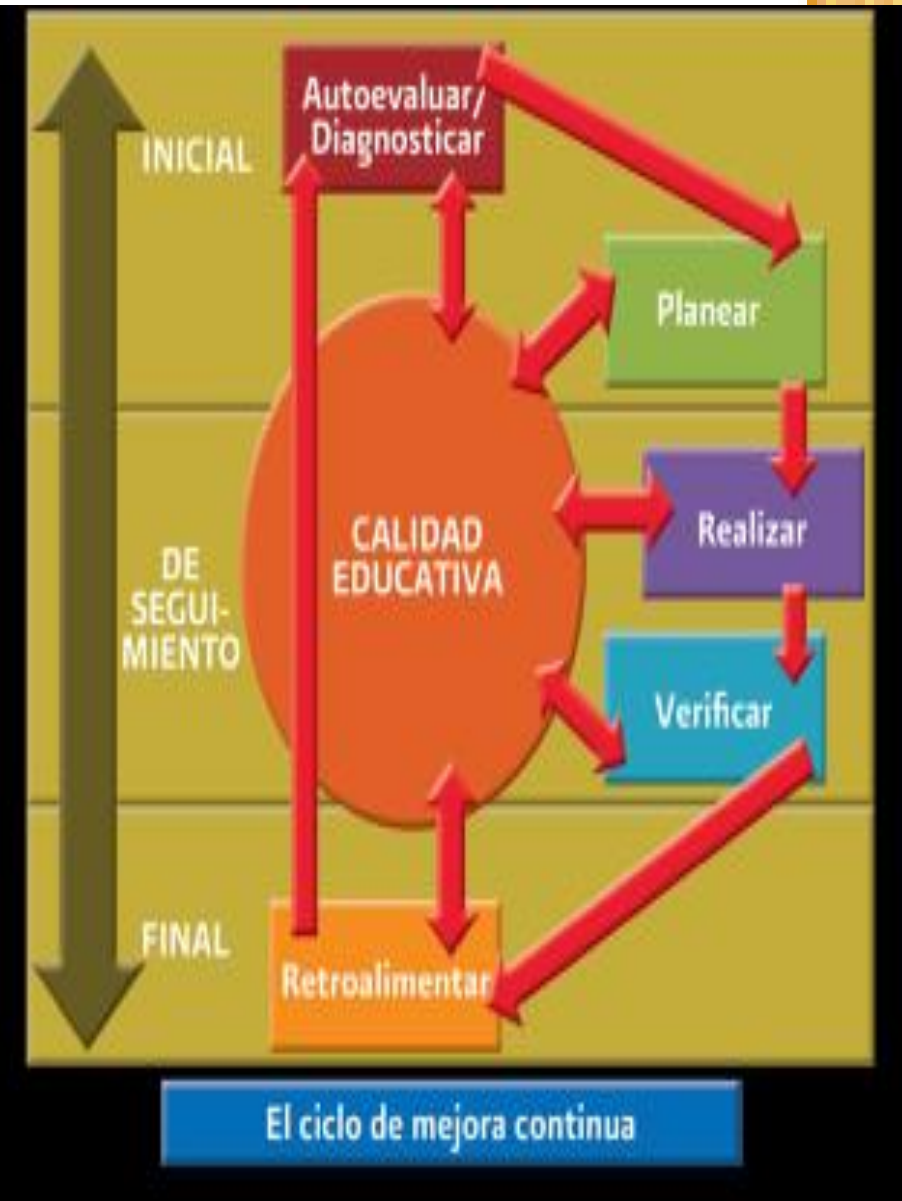 Autoevaluar/
Diagnosticar
INICIAL
Planear
CALIDAD
EDUCATIVA
Realizar
DE
SEGUI-
MIENTO
Verificar
FINAL
Retroalimentar
El ciclo de mejora continua